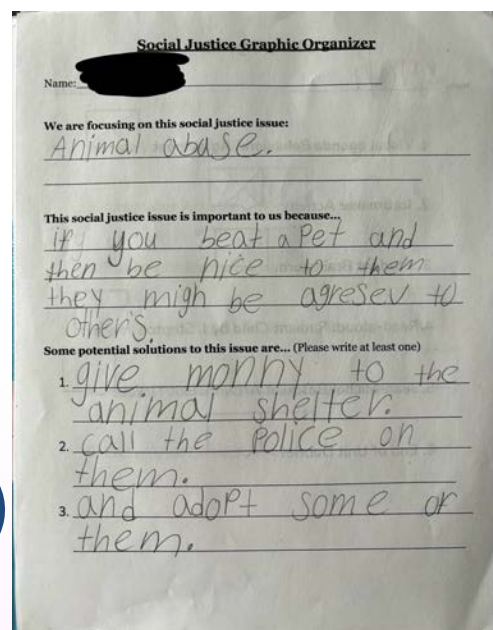 Social Justice Graphic Organizer
Name:
We are focusing on this social justice issue:
Animal abuse.
This social justice issue is important to us because...
if you beat a Pet and
then be nice to them
they migh be agresev to
other's.
Some potential solutions to this issue are... (Please write at least one)
1. give monny to the
animal shelter.
2. call the Police on
them.
3. and adopt some or
them.